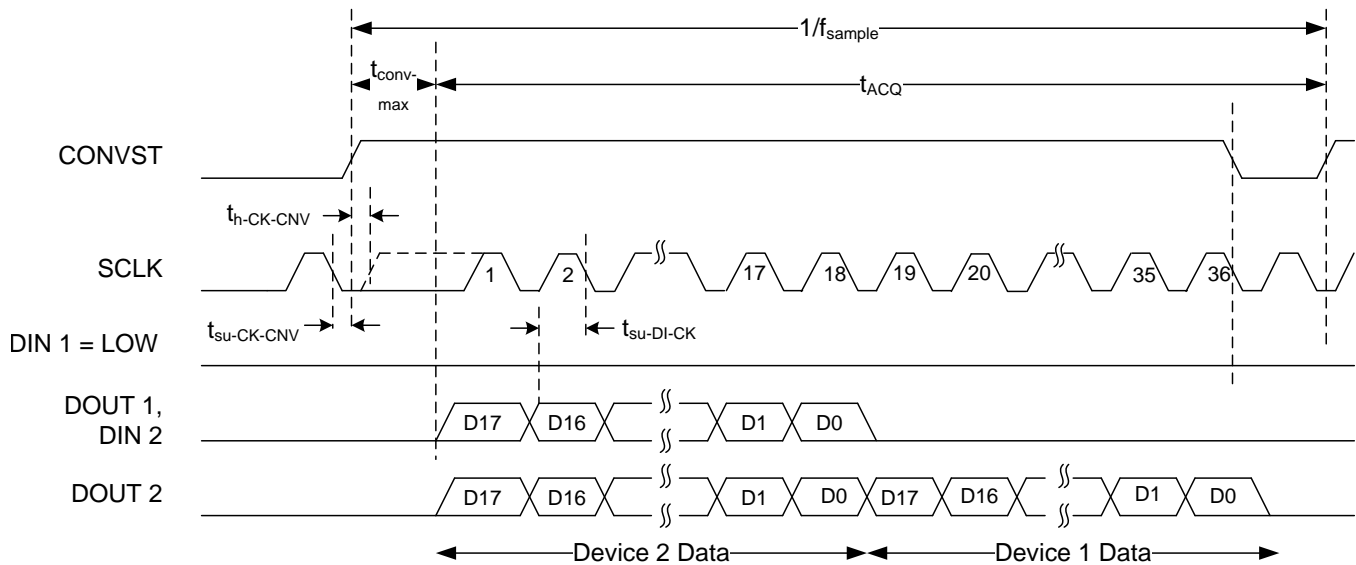 1/fsample
tconv-max
tACQ
CONVST
th-CK-CNV
SCLK
1 2 17 18 19 20 35 36
tsu-CK-CNV
tsu-DI-CK
DIN 1 = LOW
DOUT 1,
DIN 2
D17 D16 D1 D0
DOUT 2
D17 D16 D1 D0 D17 D16 D1 D0
Device 2 Data Device 1 Data